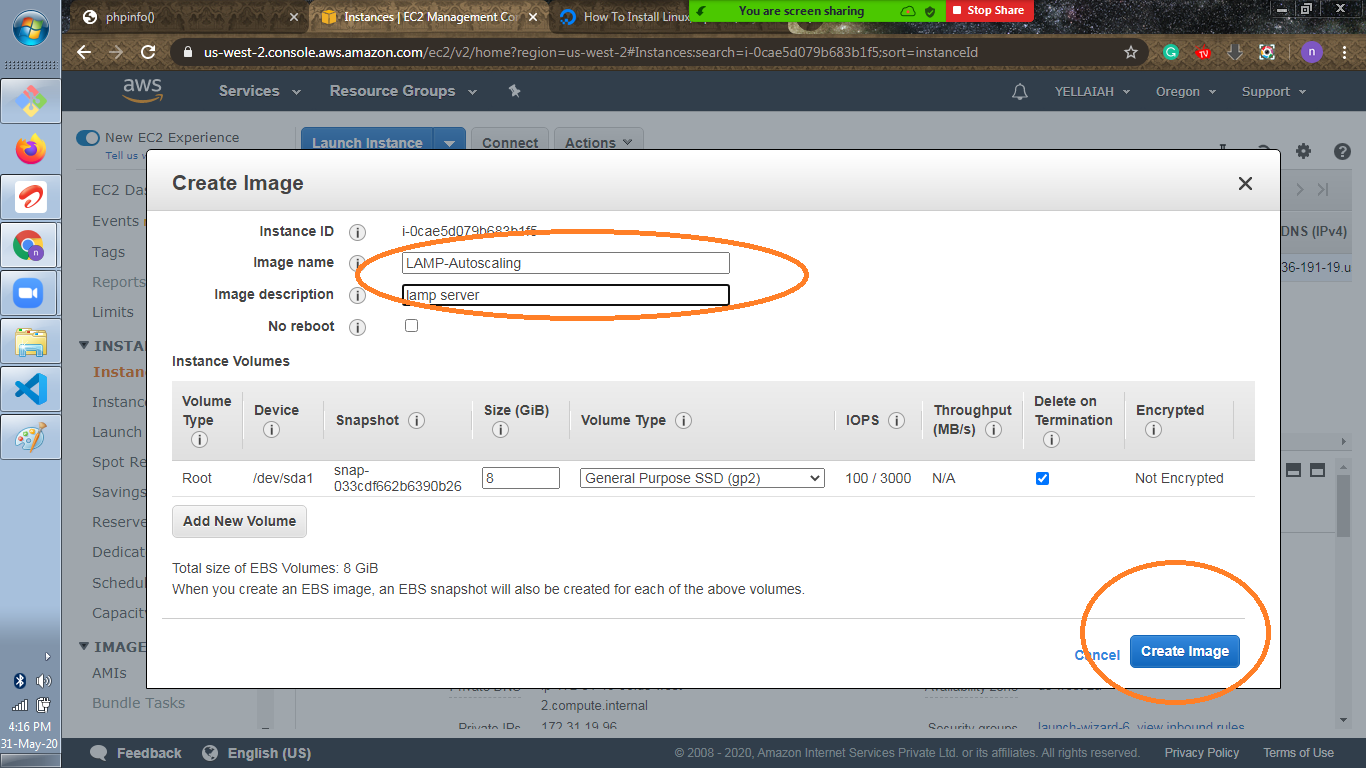 phpinfo()
Instances | EC2 Management Co
How To Install Linux
You are screen sharing
Stop Share
us-west-2.console.aws.amazon.com/ec2/v2/home?region=us-west-2#Instances:search=i-0cae5d079b683b1f5;sort=instanceId
n
aws
Services
Resource Groups
YELLAIAH
Oregon
Support
New EC2 Experience
Tell us
Launch Instance
Connect
Actions
Create Image
EC2 Das
Events
Tags
Reports
Limits
INSTA
Instan
Instanc
Launch
Spot Re
Savings
Reserve
Dedicat
Schedul
Capacity
IMAGE
AMIs
Bundle Tasks
DNS (IPv4)
36-191-19.u
Instance ID i-0cae5d079b683b1f5
Image name LAMP-Autoscaling
Image description lamp server
No reboot
Instance Volumes
Volume Type
Device
Snapshot
Size (GiB)
Volume Type
IOPS
Throughput (MB/s)
Delete on Termination
Encrypted
Root
/dev/sda1
snap-
033cdf662b6390b26
8
General Purpose SSD (gp2)
100 / 3000
N/A
Not Encrypted
Add New Volume
Total size of EBS Volumes: 8 GiB
When you create an EBS image, an EBS snapshot will also be created for each of the above volumes.
Cancel
Create Image
Private DNS
2.compute.internal
Private IPs 172.31.19.96
Security groups launch-wizard-6. view inbound rules
4:16 PM
31-May-20
Feedback
English (US)
© 2008 - 2020, Amazon Internet Services Private Ltd. or its affiliates. All rights reserved.
Privacy Policy
Terms of Use